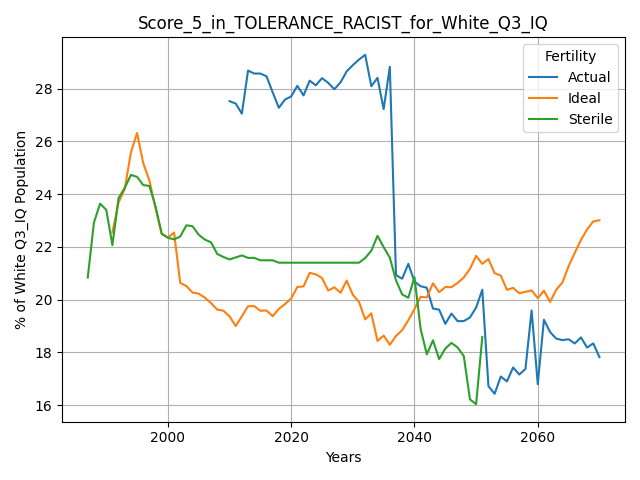 Score_5_in_TOLERANCE_RACIST_for_White_Q3_IQ
% of White Q3_IQ Population
28
26
24
22
20
18
16
Fertility
Actual
Ideal
Sterile
2000
2020
2040
2060
Years